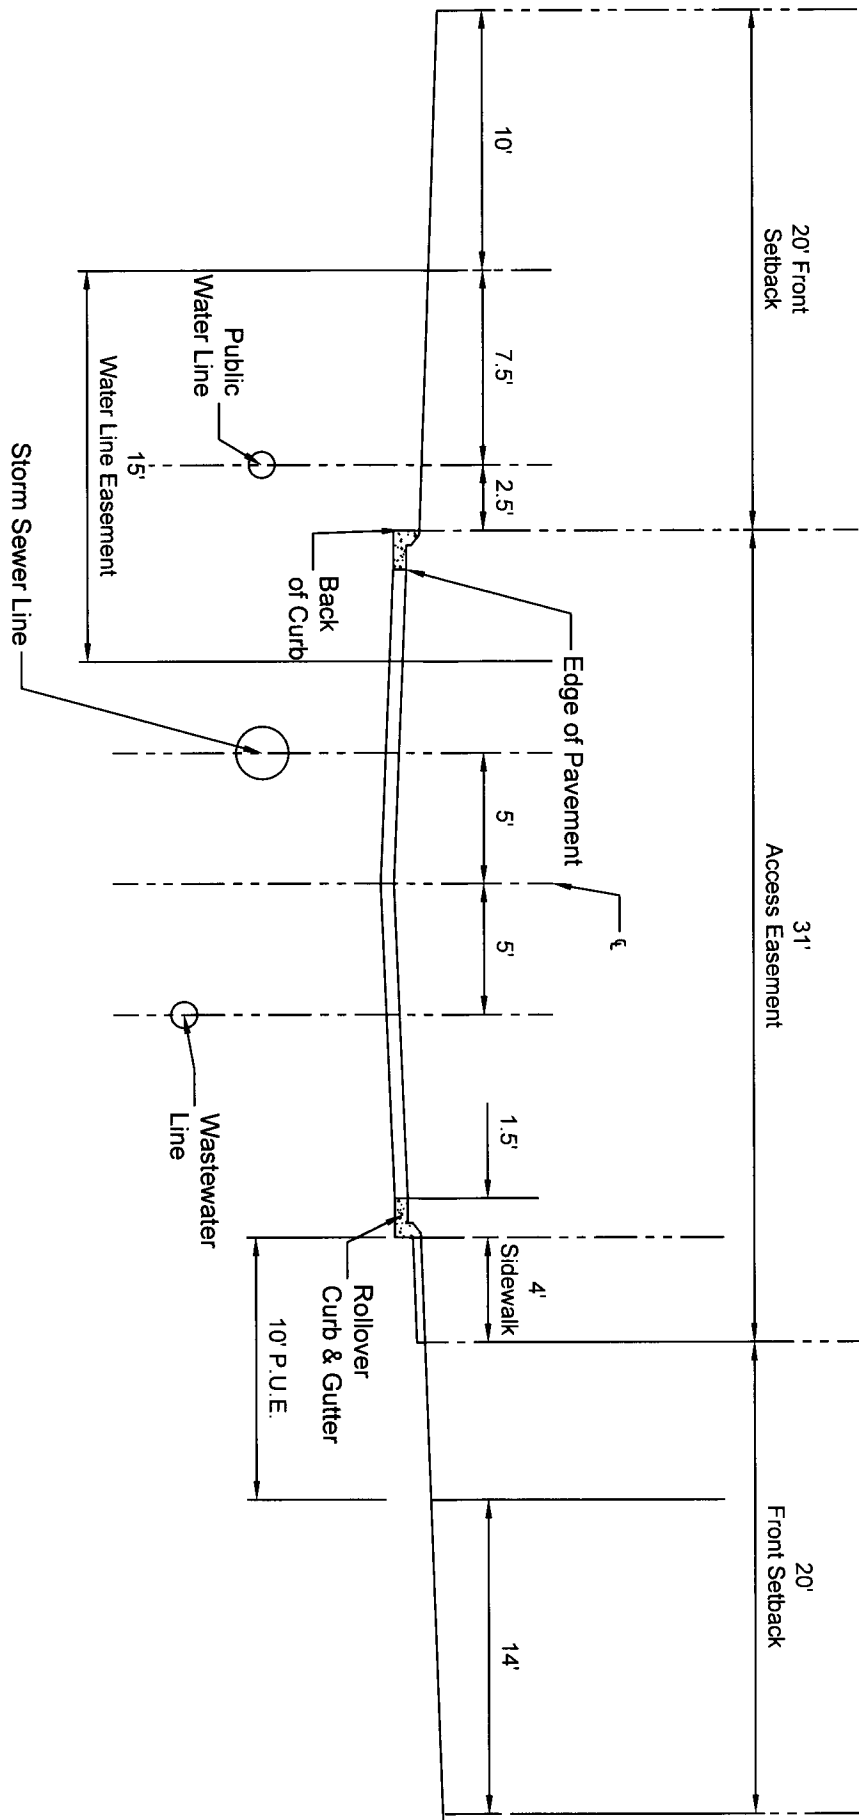 20' Front
Setback
31'
Access Easement
20'
Front Setback
10'
7.5'
2.5'
Edge of Pavement
℄
5'
5'
1.5'
4'
Sidewalk
14'
Public
Water Line
Back
of Curb
15'
Water Line Easement
Storm Sewer Line
Wastewater
Line
Rollover
Curb & Gutter
10' P.U.E.